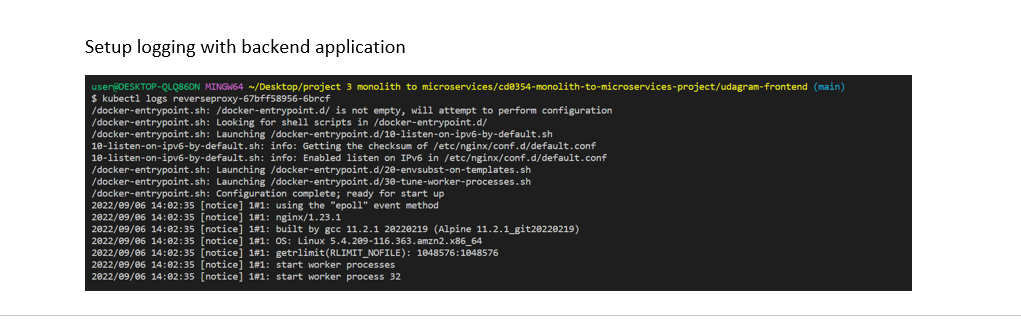 Setup logging with backend application
user@DESKTOP-QLQ86DN MINGW64 ~/Desktop/project 3 monolith to microservices/cd0354-monolith-to-microservices-project/udagram-frontend (main)
$ kubectl logs reverseproxy-67bff58956-6brcf
/docker-entrypoint.sh: /docker-entrypoint.d/ is not empty, will attempt to perform configuration
/docker-entrypoint.sh: Looking for shell scripts in /docker-entrypoint.d/
/docker-entrypoint.sh: Launching /docker-entrypoint.d/10-listen-on-ipv6-by-default.sh
10-listen-on-ipv6-by-default.sh: info: Getting the checksum of /etc/nginx/conf.d/default.conf
10-listen-on-ipv6-by-default.sh: info: Enabled listen on IPv6 in /etc/nginx/conf.d/default.conf
/docker-entrypoint.sh: Launching /docker-entrypoint.d/20-envsubst-on-templates.sh
/docker-entrypoint.sh: Launching /docker-entrypoint.d/30-tune-worker-processes.sh
/docker-entrypoint.sh: Configuration complete; ready for start up
2022/09/06 14:02:35 [notice] 1#1: using the "epoll" event method
2022/09/06 14:02:35 [notice] 1#1: nginx/1.23.1
2022/09/06 14:02:35 [notice] 1#1: built by gcc 11.2.1 20220219 (Alpine 11.2.1_git20220219)
2022/09/06 14:02:35 [notice] 1#1: OS: Linux 5.4.209-116.363.amzn2.x86_64
2022/09/06 14:02:35 [notice] 1#1: getrlimit(RLIMIT_NOFILE): 1048576:1048576
2022/09/06 14:02:35 [notice] 1#1: start worker processes
2022/09/06 14:02:35 [notice] 1#1: start worker process 32